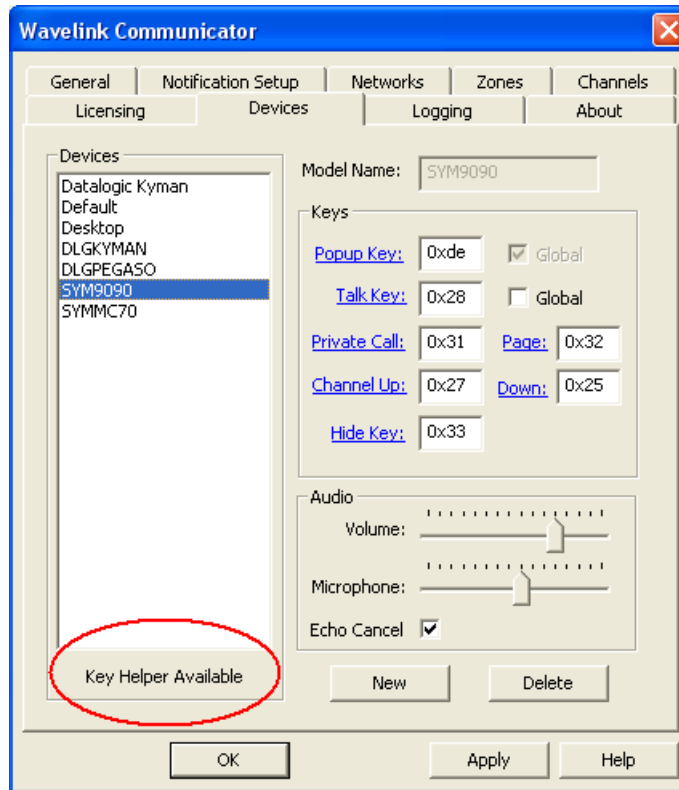 Wavelink Communicator
General Notification Setup Networks Zones Channels
Licensing Devices Logging About
Devices
Datalogic Kyman
Default
Desktop
DLGKYMAN
DLGPEGASO
SYM9090
SYMMC70
Key Helper Available
Model Name: SYM9090
Keys
Popup Key: 0xde Global
Talk Key: 0x28 Global
Private Call: 0x31 Page: 0x32
Channel Up: 0x27 Down: 0x25
Hide Key: 0x33
Audio
Volume:
Microphone:
Echo Cancel
New Delete
OK Apply Help